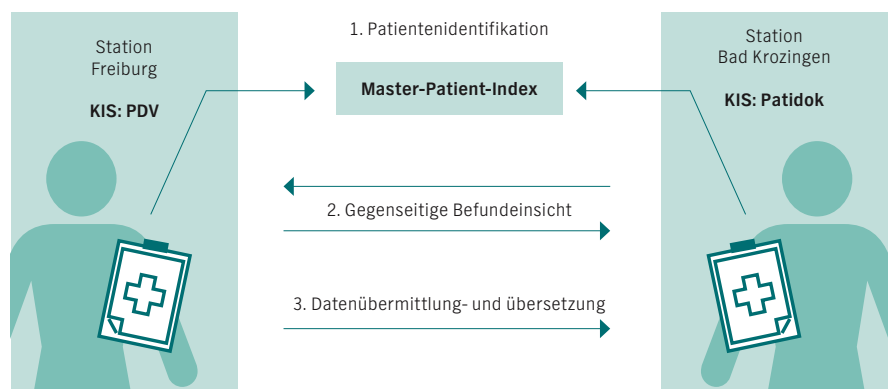 1. Patientenidentifikation
Station
Freiburg
KIS: PDV
Master-Patient-Index
Station
Bad Krozingen
KIS: Patidok
2. Gegenseitige Befundeinsicht
3. Datenübermittlung- und übersetzung